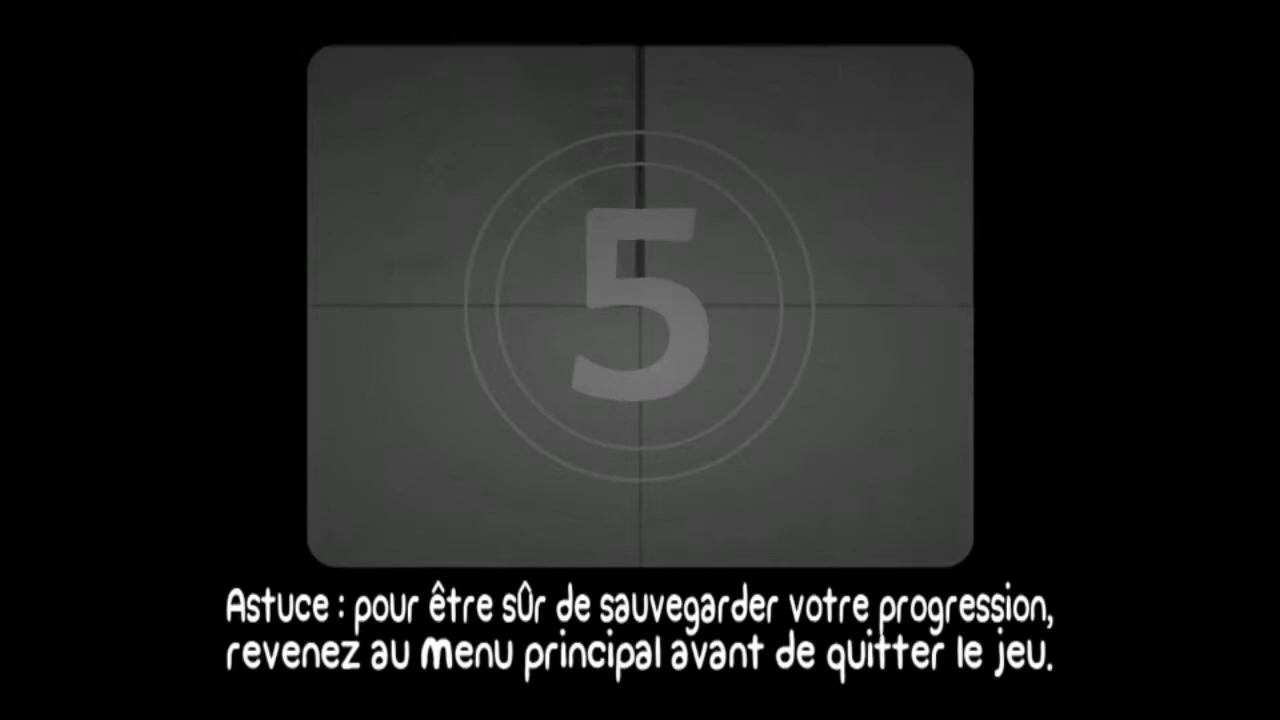 5
Astuce : pour être sûr de sauvegarder votre progression,
revenez au Menu principal avant de quitter le jeu.